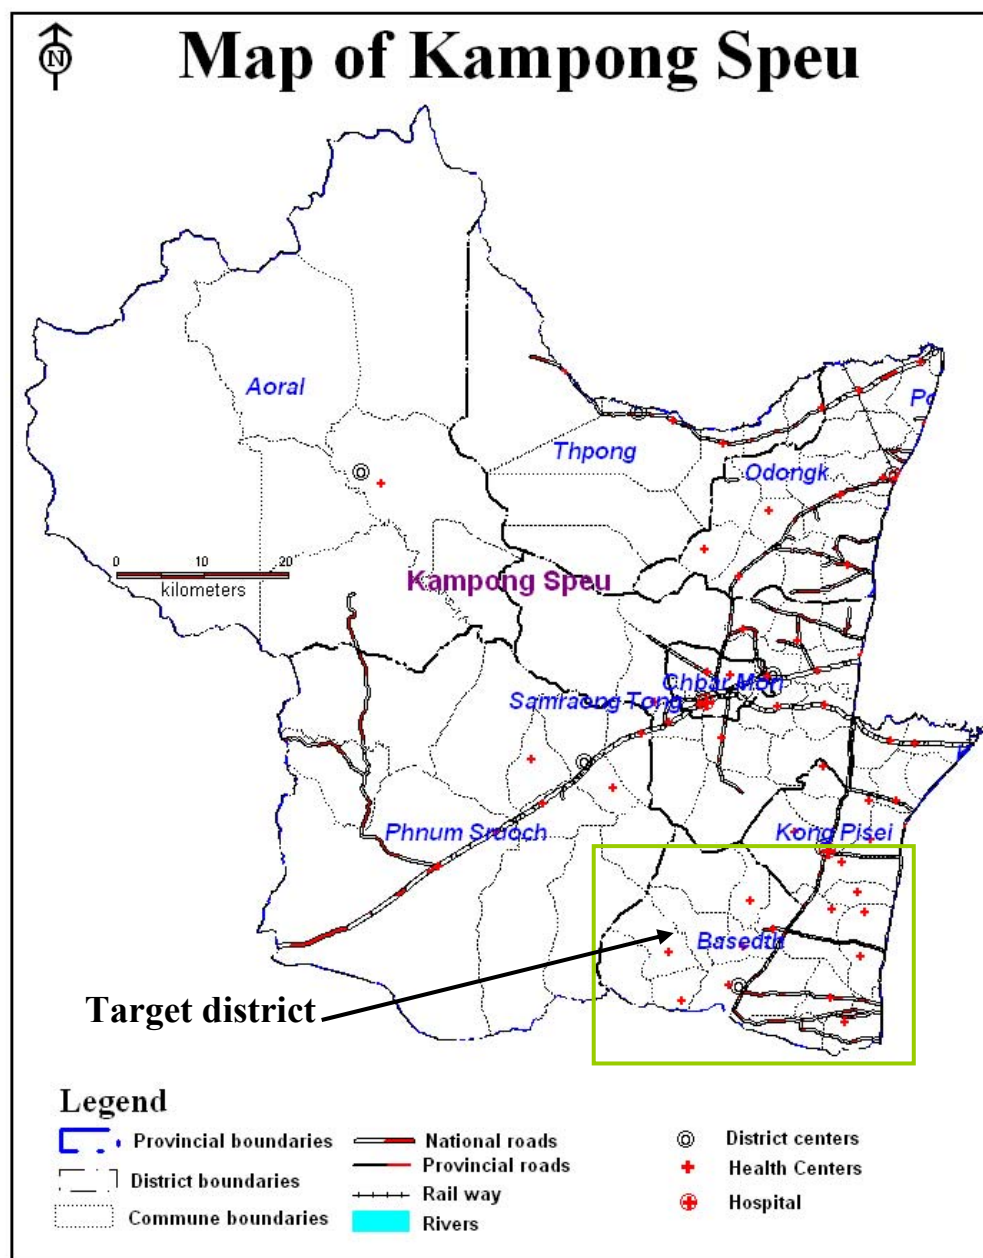 N
Map of Kampong Speu
Aoral
Thpong
Odongk
0 10 20
kilometers
Kampong Speu
Chbar Mon
Samraong Tong
Phnum Sruoch
Kong Pisei
Basedth
Target district
Legend
Provincial boundaries
National roads
District centers
Provincial roads
Health Centers
District boundaries
Rail way
Hospital
Commune boundaries
Rivers